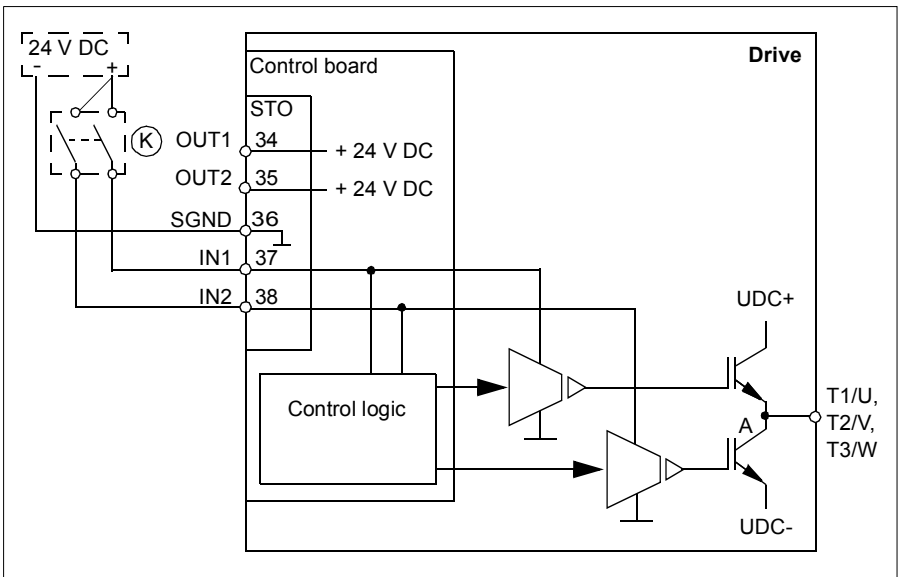 24 V DC
- +
Drive
Control board
STO
K
OUT1 34 + 24 V DC
OUT2 35 + 24 V DC
SGND 36
IN1 37
IN2 38
UDC+
Control logic
A
T1/U,
T2/V,
T3/W
UDC-